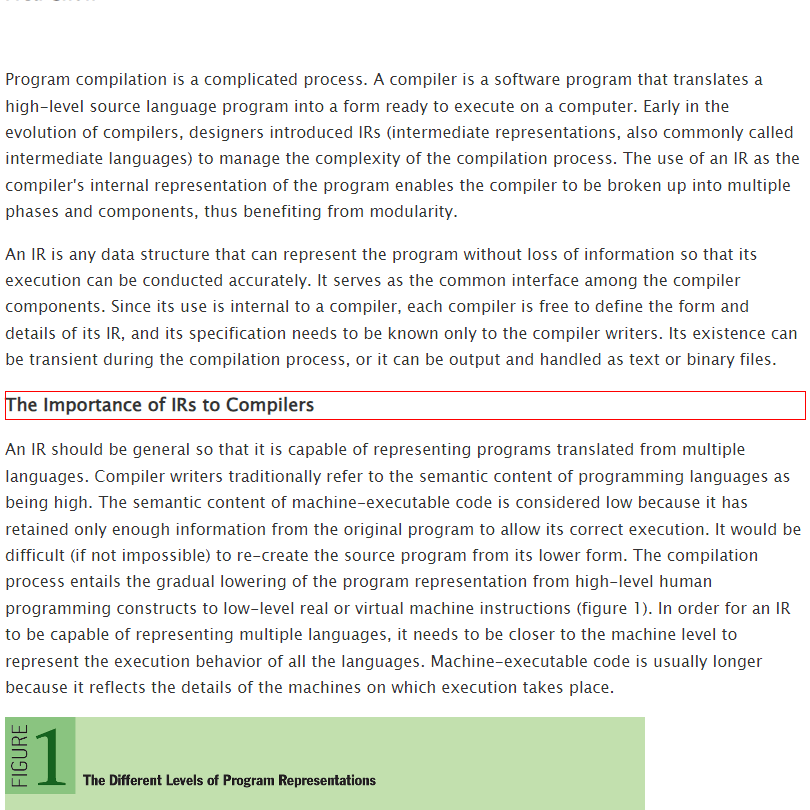 Program compilation is a complicated process. A compiler is a software program that translates a
high-level source language program into a form ready to execute on a computer. Early in the
evolution of compilers, designers introduced IRs (intermediate representations, also commonly called
intermediate languages) to manage the complexity of the compilation process. The use of an IR as the
compiler's internal representation of the program enables the compiler to be broken up into multiple
phases and components, thus benefiting from modularity.
An IR is any data structure that can represent the program without loss of information so that its
execution can be conducted accurately. It serves as the common interface among the compiler
components. Since its use is internal to a compiler, each compiler is free to define the form and
details of its IR, and its specification needs to be known only to the compiler writers. Its existence can
be transient during the compilation process, or it can be output and handled as text or binary files.
The Importance of IRs to Compilers
An IR should be general so that it is capable of representing programs translated from multiple
languages. Compiler writers traditionally refer to the semantic content of programming languages as
being high. The semantic content of machine-executable code is considered low because it has
retained only enough information from the original program to allow its correct execution. It would be
difficult (if not impossible) to re-create the source program from its lower form. The compilation
process entails the gradual lowering of the program representation from high-level human
programming constructs to low-level real or virtual machine instructions (figure 1). In order for an IR
to be capable of representing multiple languages, it needs to be closer to the machine level to
represent the execution behavior of all the languages. Machine-executable code is usually longer
because it reflects the details of the machines on which execution takes place.
FIGURE 1
The Different Levels of Program Representations